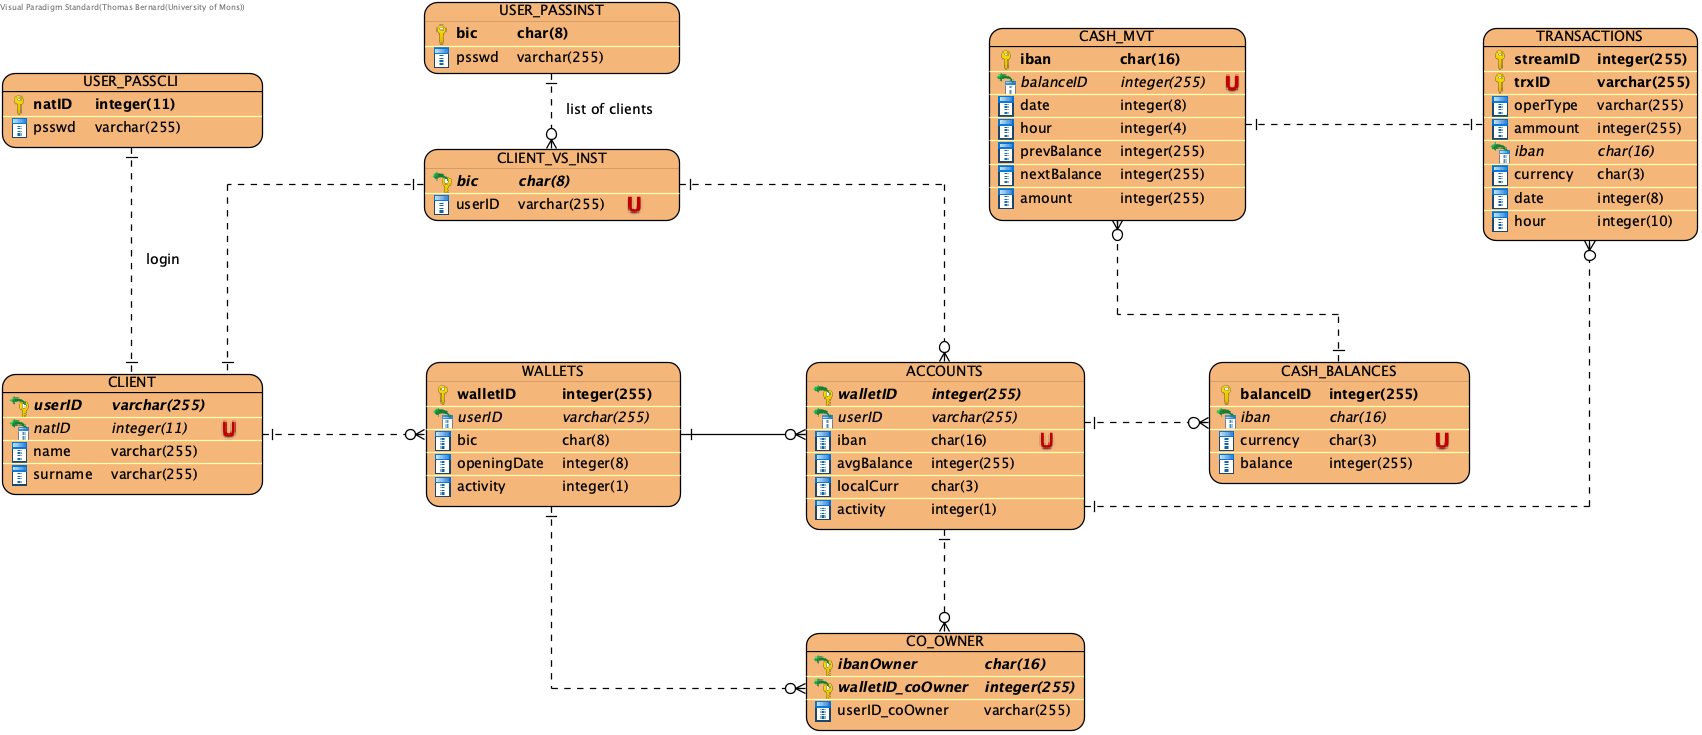 Visual Paradigm Standard(Thomas Bernard(University of Mons))
USER_PASSINST
bic char(8)
psswd varchar(255)
USER_PASSCLI
natID integer(11)
psswd varchar(255)
list of clients
CLIENT_VS_INST
bic char(8)
userID varchar(255) U
login
CASH_MVT
iban char(16)
balanceID integer(255) U
date integer(8)
hour integer(4)
prevBalance integer(255)
nextBalance integer(255)
amount integer(255)
TRANSACTIONS
streamID integer(255)
trxID varchar(255)
operType varchar(255)
ammount integer(255)
iban char(16)
currency char(3)
date integer(8)
hour integer(10)
CLIENT
userID varchar(255)
natID integer(11) U
name varchar(255)
surname varchar(255)
WALLETS
walletID integer(255)
userID varchar(255)
bic char(8)
openingDate integer(8)
activity integer(1)
ACCOUNTS
walletID integer(255)
userID varchar(255)
iban char(16) U
avgBalance integer(255)
localCurr char(3)
activity integer(1)
CASH_BALANCES
balanceID integer(255)
iban char(16)
currency char(3) U
balance integer(255)
CO_OWNER
ibanOwner char(16)
walletID_coOwner integer(255)
userID_coOwner varchar(255)